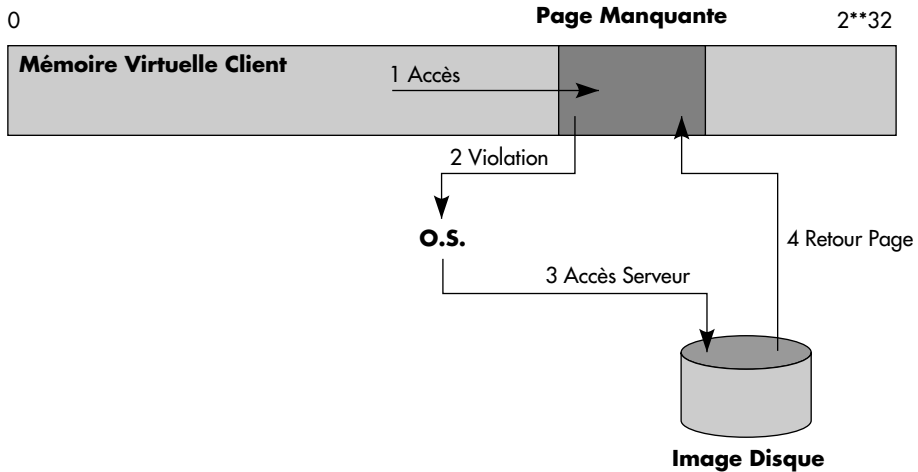 0
Page Manquante
2**32
Mémoire Virtuelle Client
1 Accès
2 Violation
O.S.
4 Retour Page
3 Accès Serveur
Image Disque